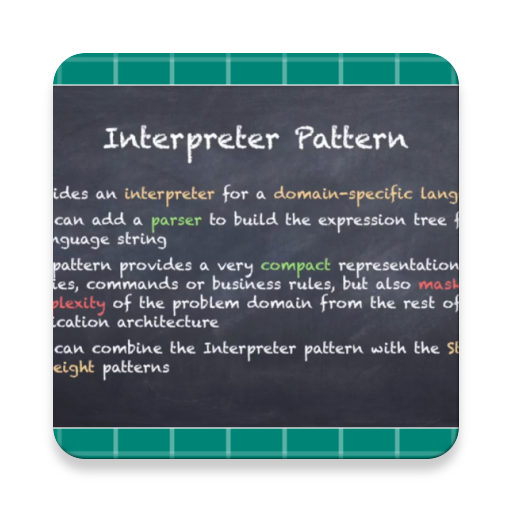 Interpreter Pattern
ides an interpreter for a domain-specific lang
can add a parser to build the expression tree f
nguage string
pattern provides a very compact representation
ies, commands or business rules, but also mask
plexity of the problem domain from the rest of
ication architecture
can combine the Interpreter pattern with the St
eight patterns